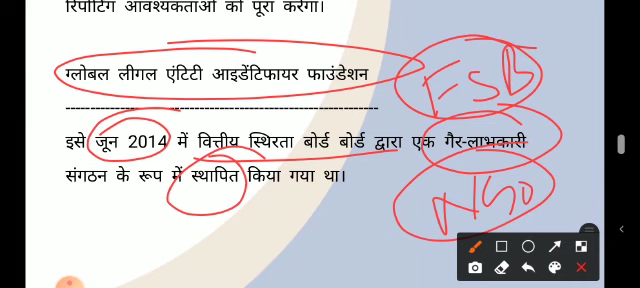 रिपोर्टिंग आवश्यकताओं को पूरा करेगा।
ग्लोबल लीगल एंटिटी आइडेंटिफायर फाउंडेशन
FSB
--------------------------------------------------------------------------------
इसे जून 2014 में वित्तीय स्थिरता बोर्ड बोर्ड द्वारा एक गैर-लाभकारी
संगठन के रूप में स्थापित किया गया था।
NGO